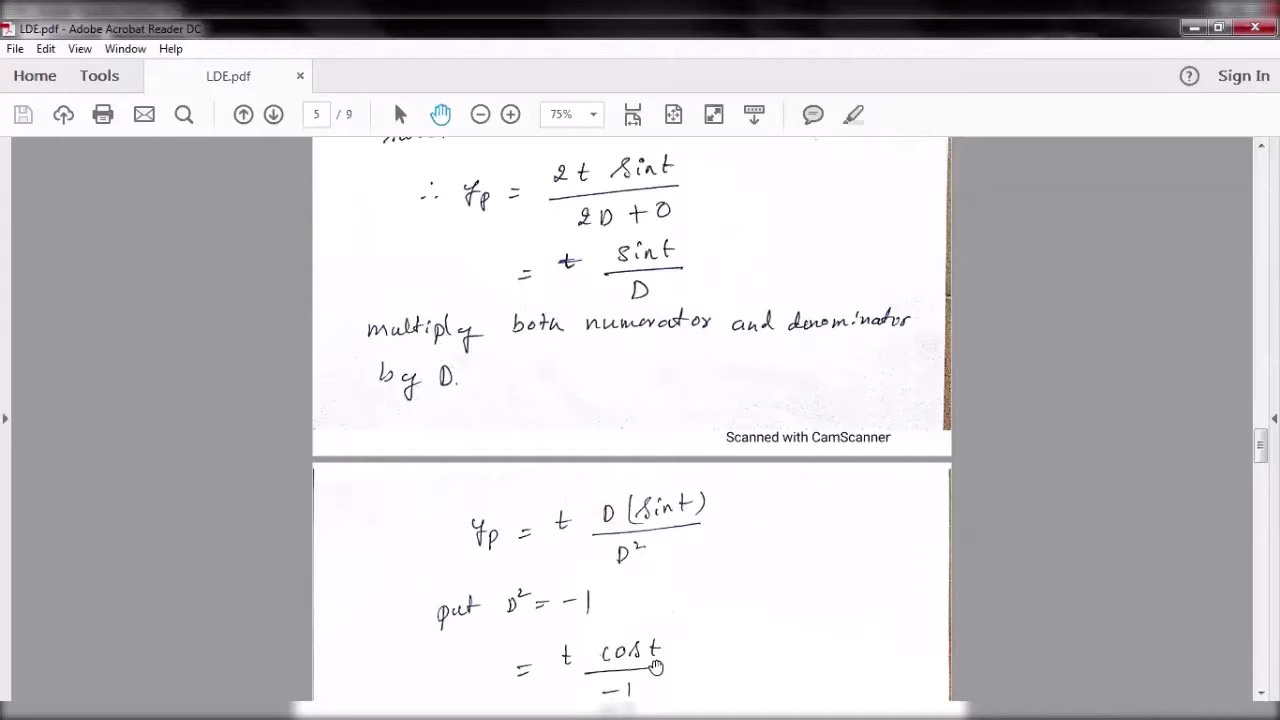 LDE.pdf - Adobe Acrobat Reader DC
File Edit View Window Help
Home Tools LDE.pdf × ? Sign In
5 / 9 75%
∴ yp = 2t sint / 2D + 0
= t sint / D
multiply both numerator and denominator
by D.
Scanned with CamScanner
yp = t D(sint) / D²
put D² = -1
= t cost / -1